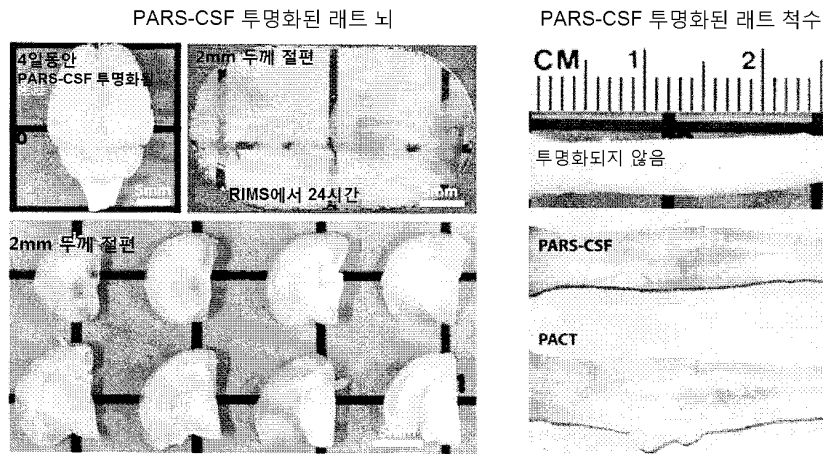 PARS-CSF 투명화된 래트 뇌
PARS-CSF 투명화된 래트 척수
4일동안
PARS-CSF 투명화됨
2mm 두께 절편
RIMS에서 24시간
2mm 두께 절편
CM 1 2
투명화되지 않음
PARS-CSF
PACT